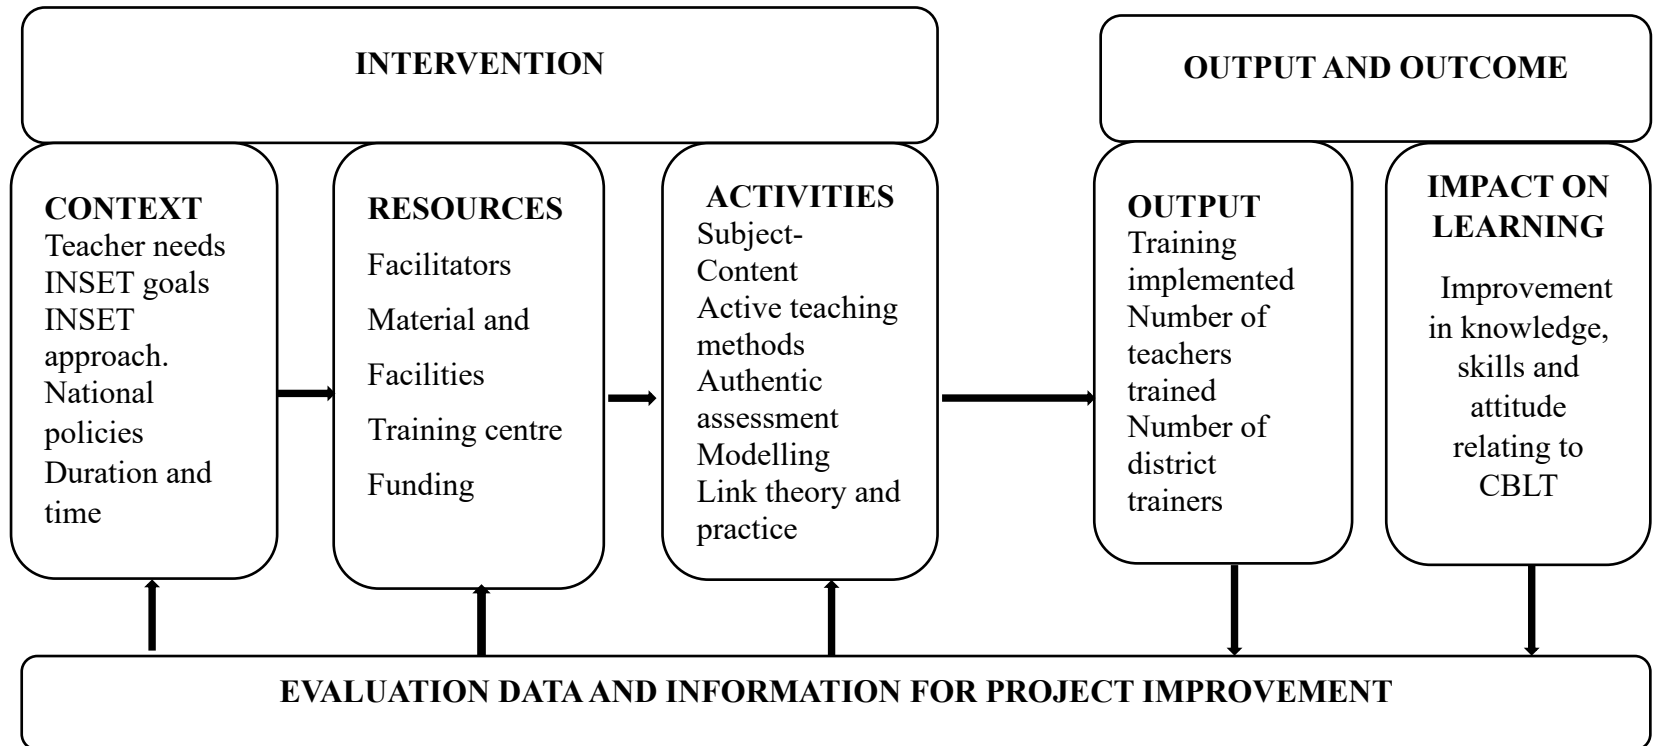 INTERVENTION
OUTPUT AND OUTCOME
CONTEXT
Teacher needs
INSET goals
INSET
approach.
National
policies
Duration and
time
RESOURCES
Facilitators
Material and
Facilities
Training centre
Funding
ACTIVITIES
Subject-
Content
Active teaching
methods
Authentic
assessment
Modelling
Link theory and
practice
OUTPUT
Training
implemented
Number of
teachers
trained
Number of
district
trainers
IMPACT ON
LEARNING
Improvement
in knowledge,
skills and
attitude
relating to
CBLT
EVALUATION DATA AND INFORMATION FOR PROJECT IMPROVEMENT